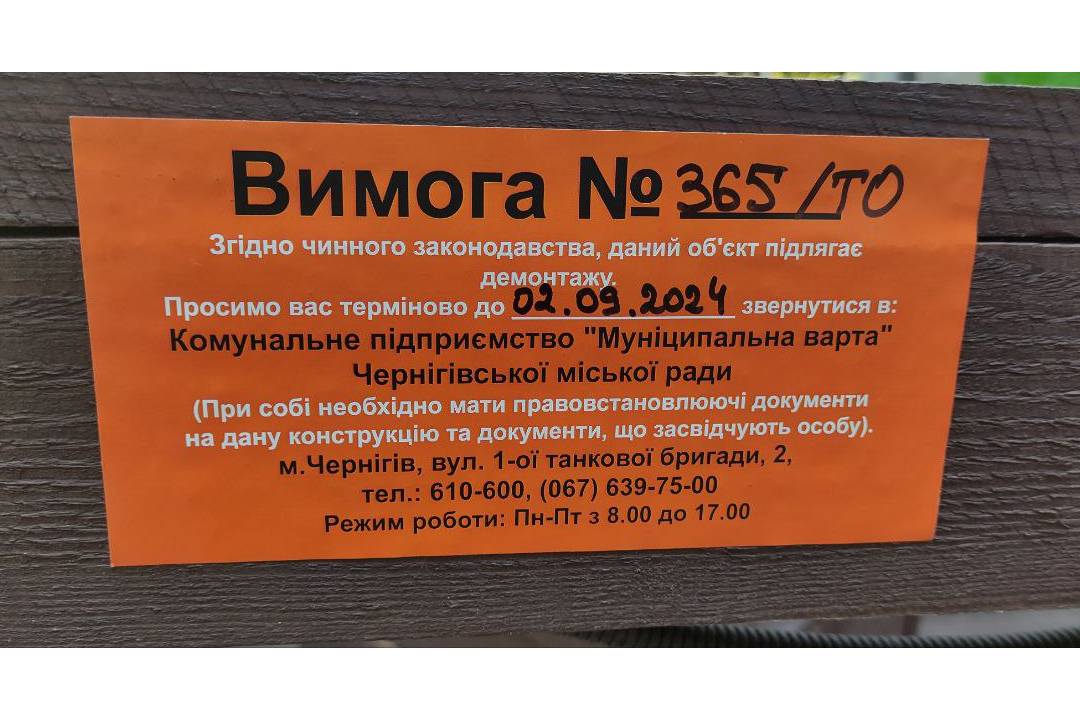 Вимога № 365/ТО
Згідно чинного законодавства, даний об'єкт підлягає
демонтажу.
Просимо вас терміново до 02.09.2024 звернутися в:
Комунальне підприємство "Муніципальна варта"
Чернігівської міської ради
(При собі необхідно мати правовстановлюючі документи
на дану конструкцію та документи, що засвідчують особу).
м.Чернігів, вул. 1-ої танкової бригади, 2,
тел.: 610-600, (067) 639-75-00
Режим роботи: Пн-Пт з 8.00 до 17.00